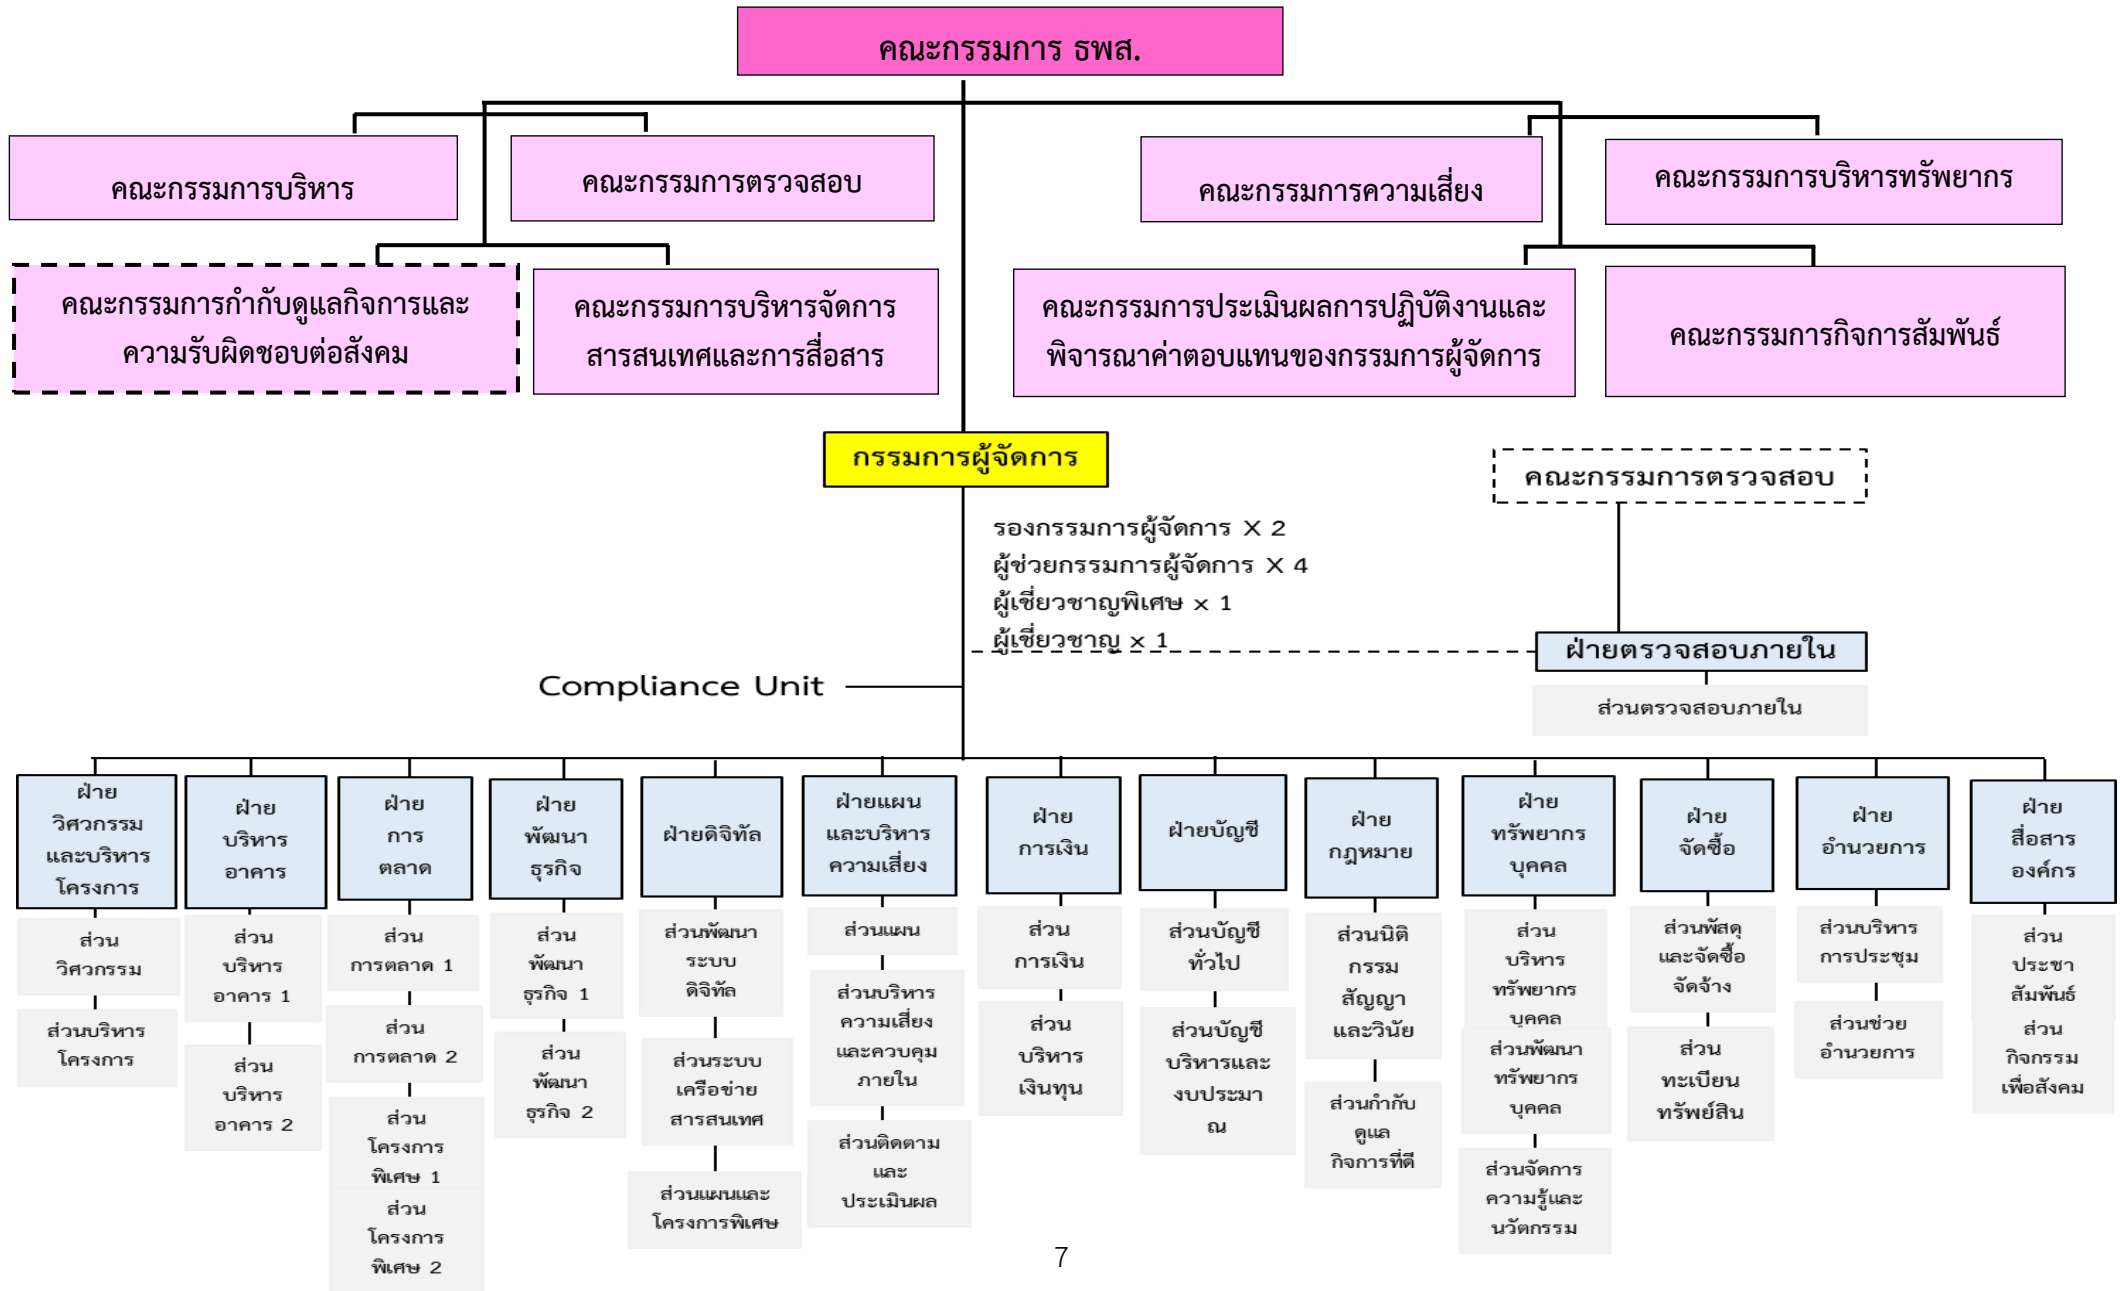 คณะกรรมการ ธพส.
คณะกรรมการบริหาร
คณะกรรมการตรวจสอบ
คณะกรรมการความเสี่ยง
คณะกรรมการบริหารทรัพยากร
คณะกรรมการกำกับดูแลกิจการและ
ความรับผิดชอบต่อสังคม
คณะกรรมการบริหารจัดการ
สารสนเทศและการสื่อสาร
คณะกรรมการประเมินผลการปฏิบัติงานและ
พิจารณาค่าตอบแทนของกรรมการผู้จัดการ
คณะกรรมการกิจการสัมพันธ์
กรรมการผู้จัดการ
คณะกรรมการตรวจสอบ
รองกรรมการผู้จัดการ X 2
ผู้ช่วยกรรมการผู้จัดการ X 4
ผู้เชี่ยวชาญพิเศษ x 1
ผู้เชี่ยวชาญ x 1
ฝ่ายตรวจสอบภายใน
ส่วนตรวจสอบภายใน
Compliance Unit
ฝ่าย
วิศวกรรม
และบริหาร
โครงการ
ส่วน
วิศวกรรม
ส่วนบริหาร
โครงการ
ฝ่าย
บริหาร
อาคาร
ส่วน
บริหาร
อาคาร 1
ส่วน
บริหาร
อาคาร 2
ฝ่าย
การ
ตลาด
ส่วน
การตลาด 1
ส่วน
การตลาด 2
ส่วน
โครงการ
พิเศษ 1
ส่วน
โครงการ
พิเศษ 2
ฝ่าย
พัฒนา
ธุรกิจ
ส่วน
พัฒนา
ธุรกิจ 1
ส่วน
พัฒนา
ธุรกิจ 2
ฝ่ายดิจิทัล
ส่วนพัฒนา
ระบบ
ดิจิทัล
ส่วนระบบ
เครือข่าย
สารสนเทศ
ส่วนแผนและ
โครงการพิเศษ
ฝ่ายแผน
และบริหาร
ความเสี่ยง
ส่วนแผน
ส่วนบริหาร
ความเสี่ยง
และควบคุม
ภายใน
ส่วนติดตาม
และ
ประเมินผล
ฝ่าย
การเงิน
ส่วน
การเงิน
ส่วน
บริหาร
เงินทุน
ฝ่ายบัญชี
ส่วนบัญชี
ทั่วไป
ส่วนบัญชี
บริหารและ
งบประมา
ณ
ฝ่าย
กฎหมาย
ส่วนนิติ
กรรม
สัญญา
และวินัย
ส่วนกำกับ
ดูแล
กิจการที่ดี
ฝ่าย
ทรัพยากร
บุคคล
ส่วน
บริหาร
ทรัพยากร
บุคคล
ส่วนพัฒนา
ทรัพยากร
บุคคล
ส่วนจัดการ
ความรู้และ
นวัตกรรม
ฝ่าย
จัดซื้อ
ส่วนพัสดุ
และจัดซื้อ
จัดจ้าง
ส่วน
ทะเบียน
ทรัพย์สิน
ฝ่าย
อำนวยการ
ส่วนบริหาร
การประชุม
ส่วนช่วย
อำนวยการ
ฝ่าย
สื่อสาร
องค์กร
ส่วน
ประชา
สัมพันธ์
ส่วน
กิจกรรม
เพื่อสังคม
7